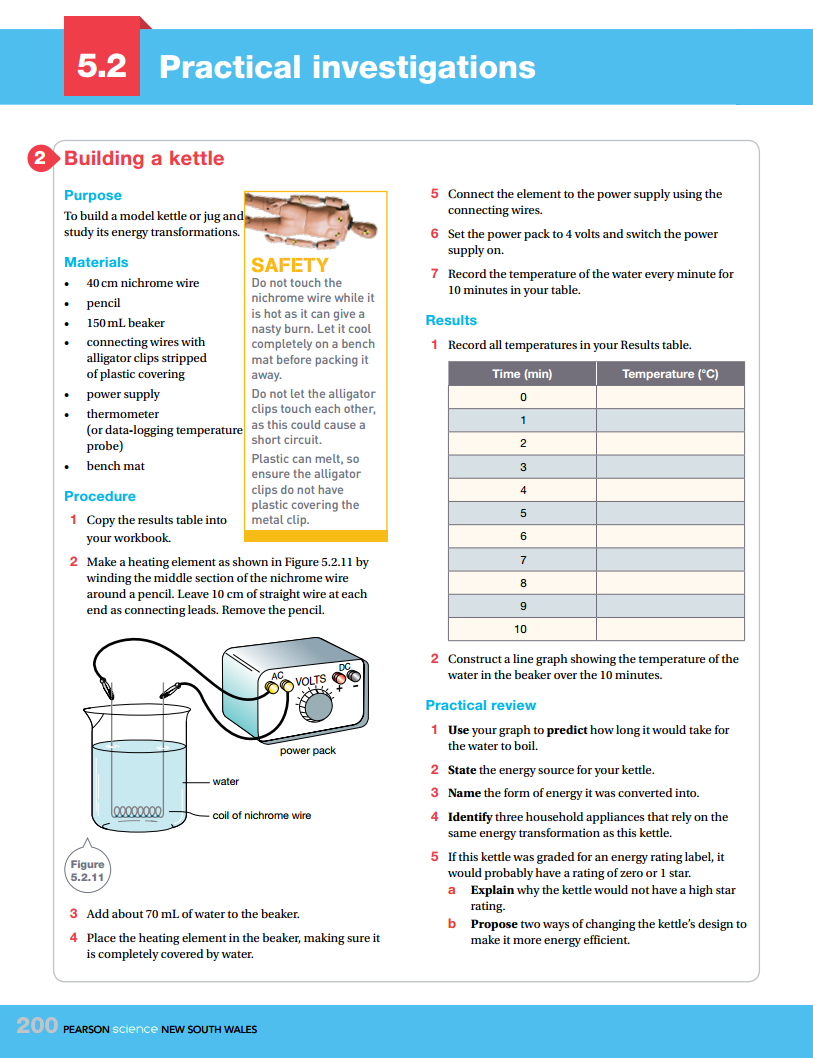 5.2
Practical investigations
2 Building a kettle
Purpose
To build a model kettle or jug and
study its energy transformations.
Materials
• 40 cm nichrome wire
• pencil
• 150 mL beaker
• connecting wires with
alligator clips stripped
of plastic covering
• power supply
• thermometer
(or data-logging temperature
probe)
• bench mat
SAFETY
Do not touch the
nichrome wire while it
is hot as it can give a
nasty burn. Let it cool
completely on a bench
mat before packing it
away.
Do not let the alligator
clips touch each other,
as this could cause a
short circuit.
Plastic can melt, so
ensure the alligator
clips do not have
plastic covering the
metal clip.
Procedure
1 Copy the results table into
your workbook.
2 Make a heating element as shown in Figure 5.2.11 by
winding the middle section of the nichrome wire
around a pencil. Leave 10 cm of straight wire at each
end as connecting leads. Remove the pencil.
AC
VOLTS
DC
+
–
power pack
water
coil of nichrome wire
Figure
5.2.11
3 Add about 70 mL of water to the beaker.
4 Place the heating element in the beaker, making sure it
is completely covered by water.
5 Connect the element to the power supply using the
connecting wires.
6 Set the power pack to 4 volts and switch the power
supply on.
7 Record the temperature of the water every minute for
10 minutes in your table.
Results
1 Record all temperatures in your Results table.
Time (min) Temperature (°C)
0
1
2
3
4
5
6
7
8
9
10
2 Construct a line graph showing the temperature of the
water in the beaker over the 10 minutes.
Practical review
1 Use your graph to predict how long it would take for
the water to boil.
2 State the energy source for your kettle.
3 Name the form of energy it was converted into.
4 Identify three household appliances that rely on the
same energy transformation as this kettle.
5 If this kettle was graded for an energy rating label, it
would probably have a rating of zero or 1 star.
a Explain why the kettle would not have a high star
rating.
b Propose two ways of changing the kettle's design to
make it more energy efficient.
200 PEARSON science NEW SOUTH WALES